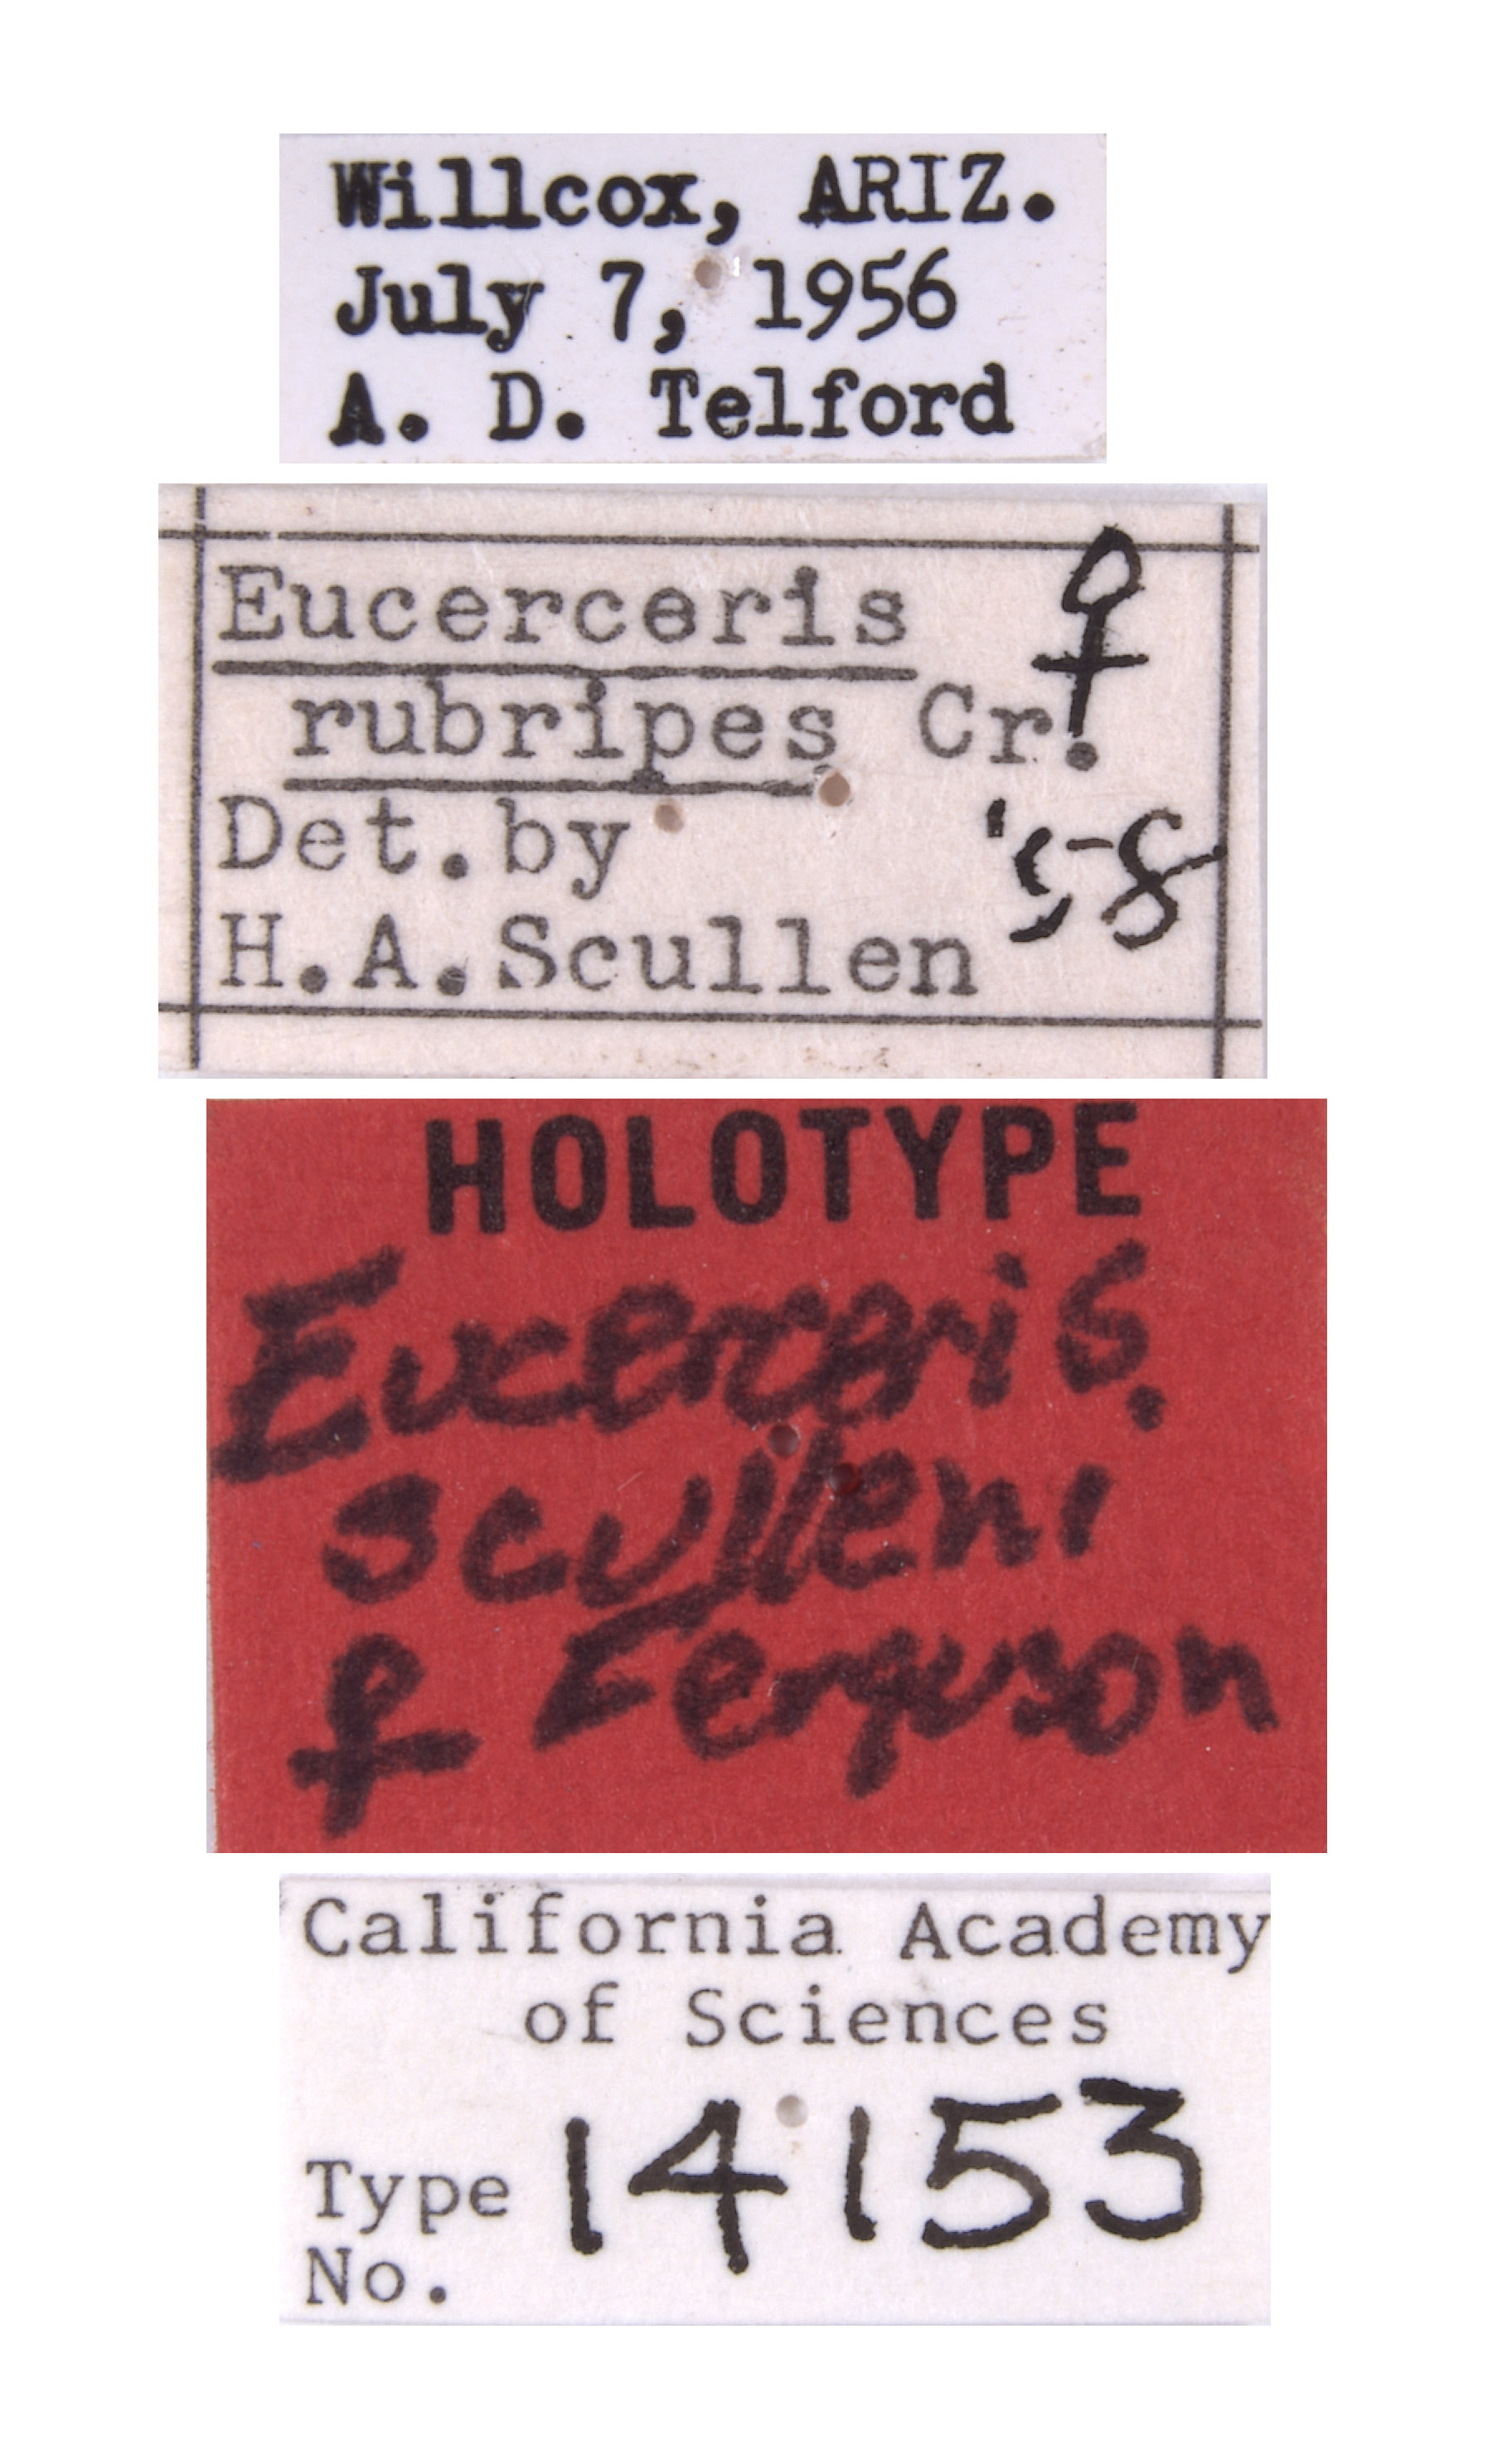 Willcox, ARIZ.
July 7, 1956
A. D. Telford
Eucerceris ♀
rubripes Cr.
Det. by '58
H.A. Scullen
HOLOTYPE
Eucerceris
sculleni
♀ Ferguson
California Academy
of Sciences
Type 14153
No.